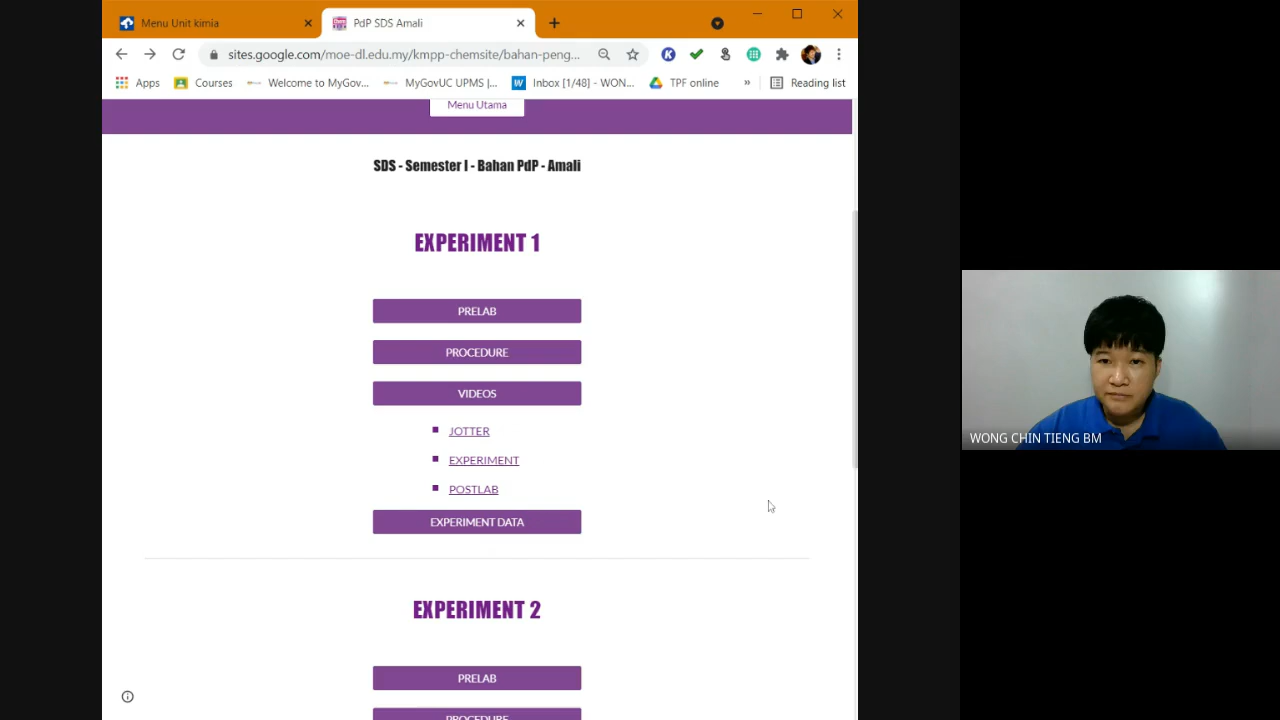 Menu Unit kimia
PdP SDS Amali
sites.google.com/moe-dl.edu.my/kmpp-chemsite/bahan-peng...
Apps
Courses
Welcome to MyGov...
MyGovUC UPMS |...
Inbox [1/48] - WON...
TPF online
»
Reading list
Menu Utama
SDS - Semester I - Bahan PdP - Amali
EXPERIMENT 1
PRELAB
PROCEDURE
VIDEOS
JOTTER
EXPERIMENT
POSTLAB
EXPERIMENT DATA
EXPERIMENT 2
PRELAB
PROCEDURE
WONG CHIN TIENG BM